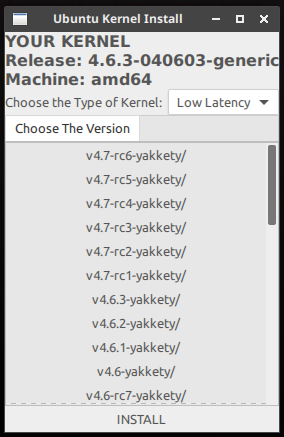 Ubuntu Kernel Install
YOUR KERNEL
Release: 4.6.3-040603-generic
Machine: amd64
Choose the Type of Kernel: Low Latency
Choose The Version
v4.7-rc6-yakkety/
v4.7-rc5-yakkety/
v4.7-rc4-yakkety/
v4.7-rc3-yakkety/
v4.7-rc2-yakkety/
v4.7-rc1-yakkety/
v4.6.3-yakkety/
v4.6.2-yakkety/
v4.6.1-yakkety/
v4.6-yakkety/
v4.6-rc7-yakkety/
INSTALL